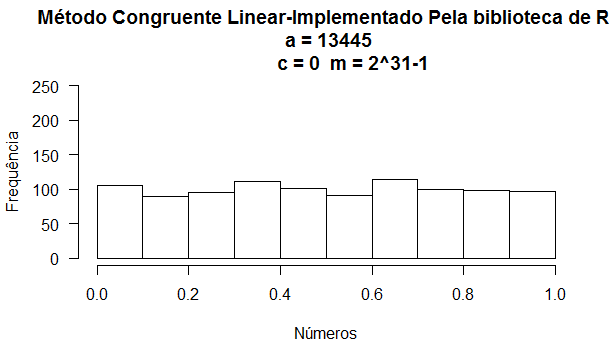 Método Congruente Linear-Implementado Pela biblioteca de R
a = 13445
c = 0 m = 2^31-1
Frequência
250
200
150
100
50
0
0.0 0.2 0.4 0.6 0.8 1.0
Números